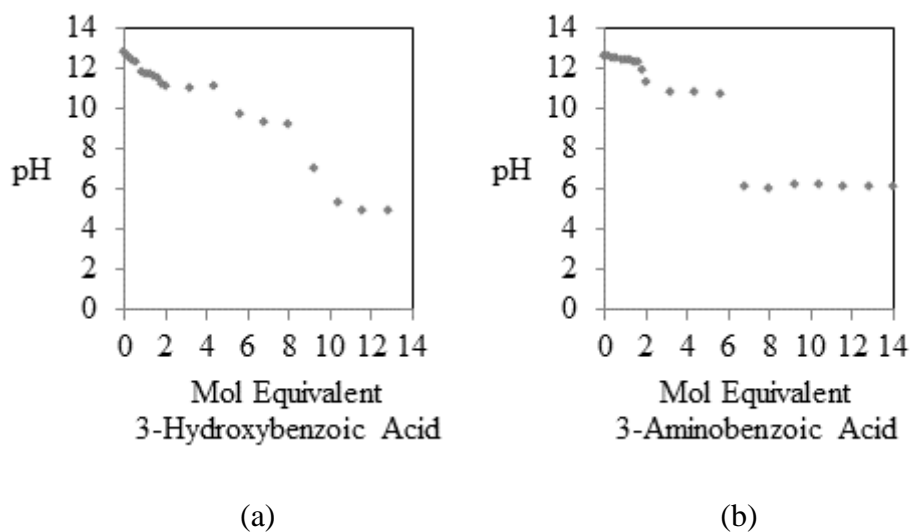 14
12
10
8
pH
6
4
2
0
0 2 4 6 8 10 12 14
Mol Equivalent
3-Hydroxybenzoic Acid
(a)
14
12
10
8
pH
6
4
2
0
0 2 4 6 8 10 12 14
Mol Equivalent
3-Aminobenzoic Acid
(b)